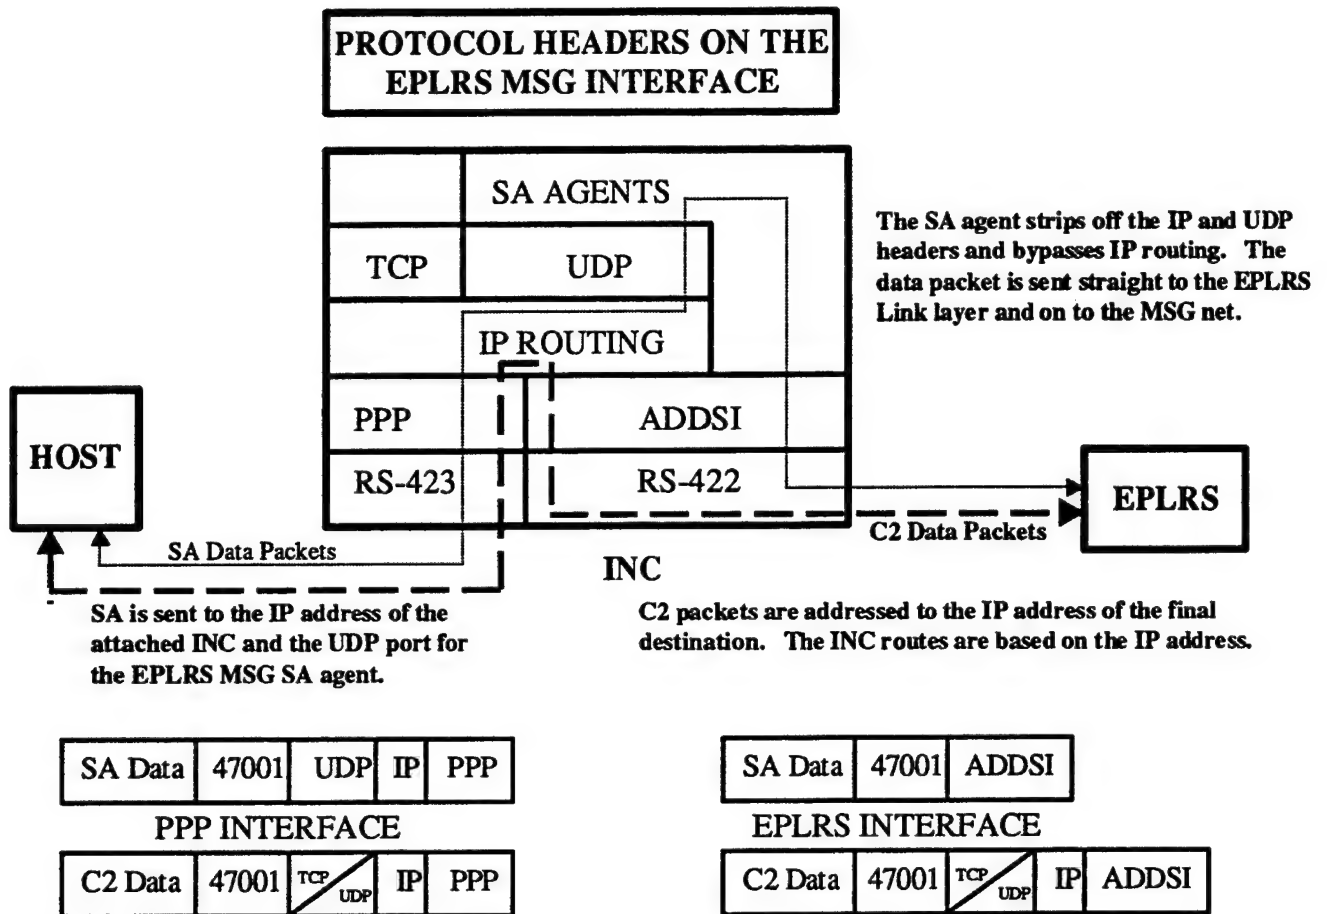 PROTOCOL HEADERS ON THE
EPLRS MSG INTERFACE
SA AGENTS
TCP UDP
IP ROUTING
PPP ADDSI
RS-423 RS-422
The SA agent strips off the IP and UDP
headers and bypasses IP routing. The
data packet is sent straight to the EPLRS
Link layer and on to the MSG net.
HOST
EPLRS
SA Data Packets
C2 Data Packets
INC
SA is sent to the IP address of the
attached INC and the UDP port for
the EPLRS MSG SA agent.
C2 packets are addressed to the IP address of the final
destination. The INC routes are based on the IP address.
SA Data 47001 UDP IP PPP
PPP INTERFACE
C2 Data 47001 TCP UDP IP PPP
SA Data 47001 ADDSI
EPLRS INTERFACE
C2 Data 47001 TCP UDP IP ADDSI